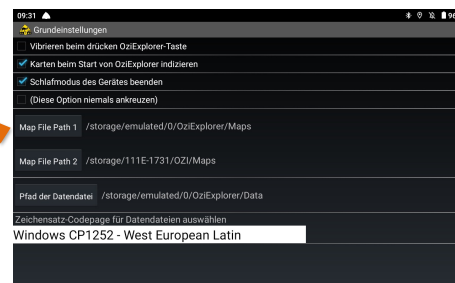 09:31 96
Grundeinstellungen
Vibrieren beim drücken OziExplorer-Taste
Karten beim Start von OziExplorer indizieren
Schlafmodus des Gerätes beenden
(Diese Option niemals ankreuzen)
Map File Path 1 /storage/emulated/0/OziExplorer/Maps
Map File Path 2 /storage/111E-1731/OZI/Maps
Pfad der Datendatei /storage/emulated/0/OziExplorer/Data
Zeichensatz-Codepage für Datendateien auswählen
Windows CP1252 - West European Latin